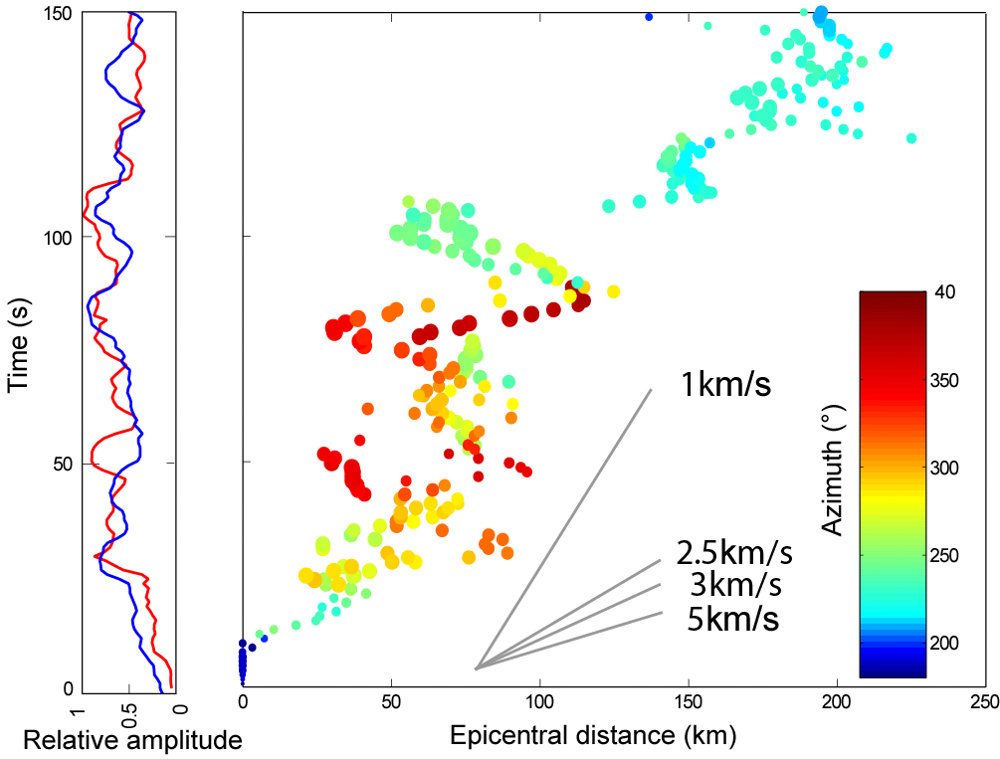 150
100
50
0
Time (s)
1
0.5
0
Relative amplitude
0
50
100
150
200
250
Epicentral distance (km)
1km/s
2.5km/s
3km/s
5km/s
Azimuth (°)
40
350
300
250
200